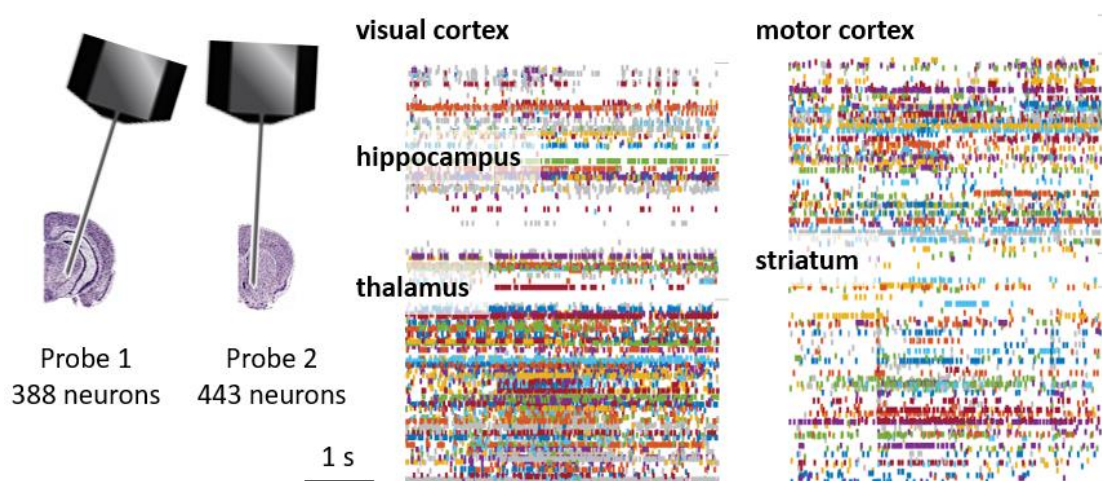 visual cortex
motor cortex
hippocampus
thalamus
striatum
Probe 1
388 neurons
Probe 2
443 neurons
1 s